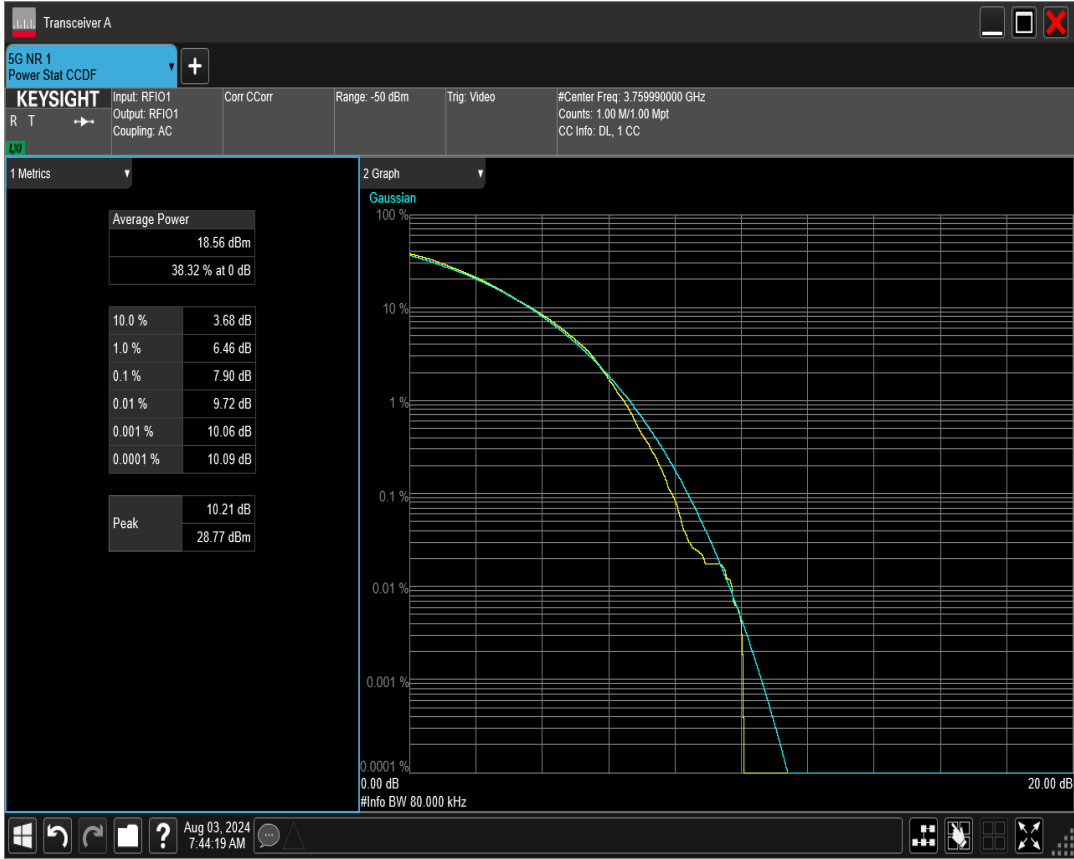 Transceiver A
5G NR 1
Power Stat CCDF
+
KEYSIGHT
R T
LXI
Input: RFIO1
Output: RFIO1
Coupling: AC
Corr CCorr
Range: -50 dBm
Trig: Video
#Center Freq: 3.759990000 GHz
Counts: 1.00 M/1.00 Mpt
CC Info: DL, 1 CC
1 Metrics
Average Power
18.56 dBm
38.32 % at 0 dB
10.0 % 3.68 dB
1.0 % 6.46 dB
0.1 % 7.90 dB
0.01 % 9.72 dB
0.001 % 10.06 dB
0.0001 % 10.09 dB
Peak
10.21 dB
28.77 dBm
2 Graph
Gaussian
100 %
10 %
1 %
0.1 %
0.01 %
0.001 %
0.0001 %
0.00 dB 20.00 dB
#Info BW 80.000 kHz
?
Aug 03, 2024
7:44:19 AM